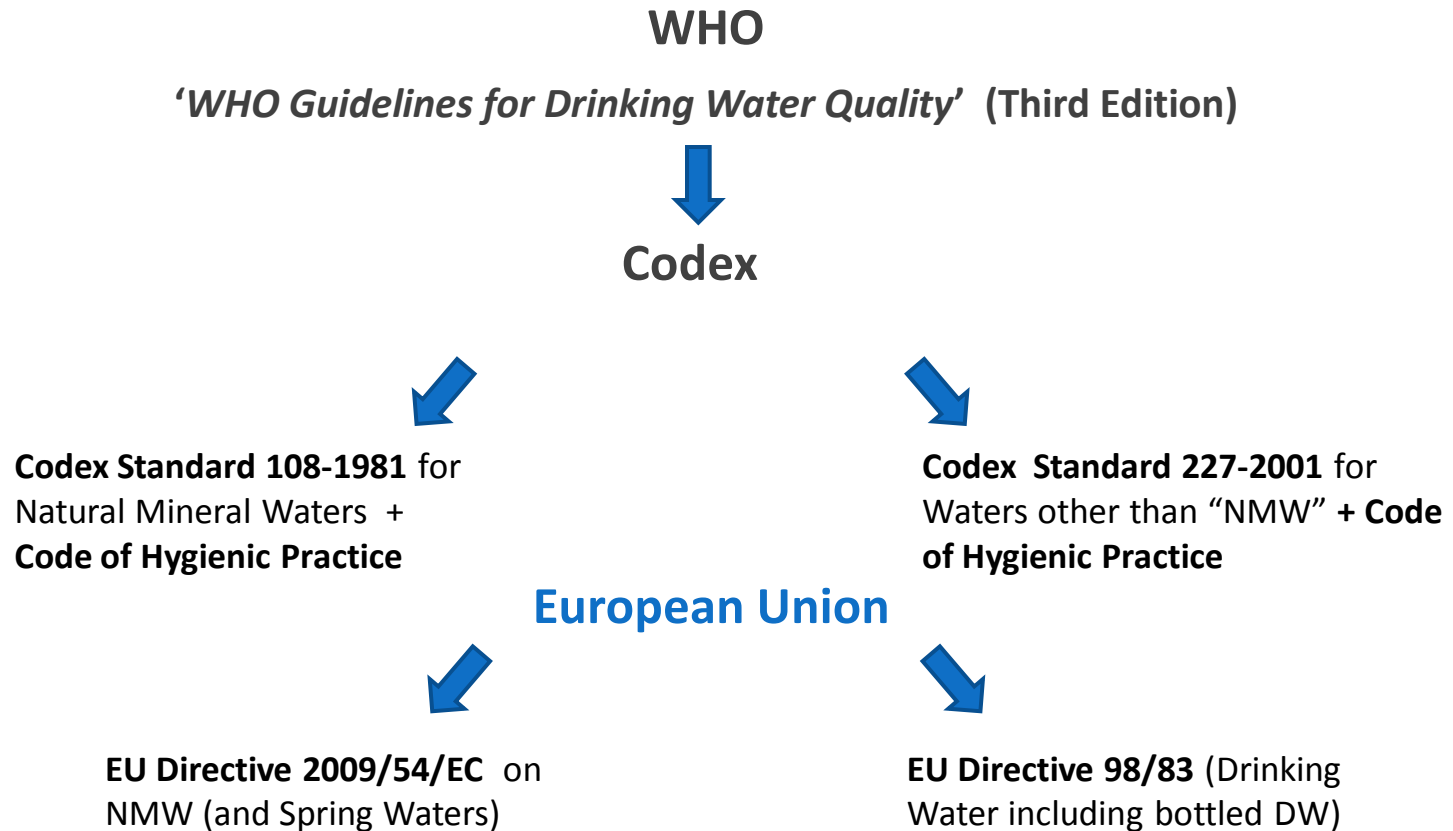 WHO
‘WHO Guidelines for Drinking Water Quality’ (Third Edition)
Codex
Codex Standard 108-1981 for
Natural Mineral Waters +
Code of Hygienic Practice
Codex Standard 227-2001 for
Waters other than “NMW” + Code
of Hygienic Practice
European Union
EU Directive 2009/54/EC on
NMW (and Spring Waters)
EU Directive 98/83 (Drinking
Water including bottled DW)